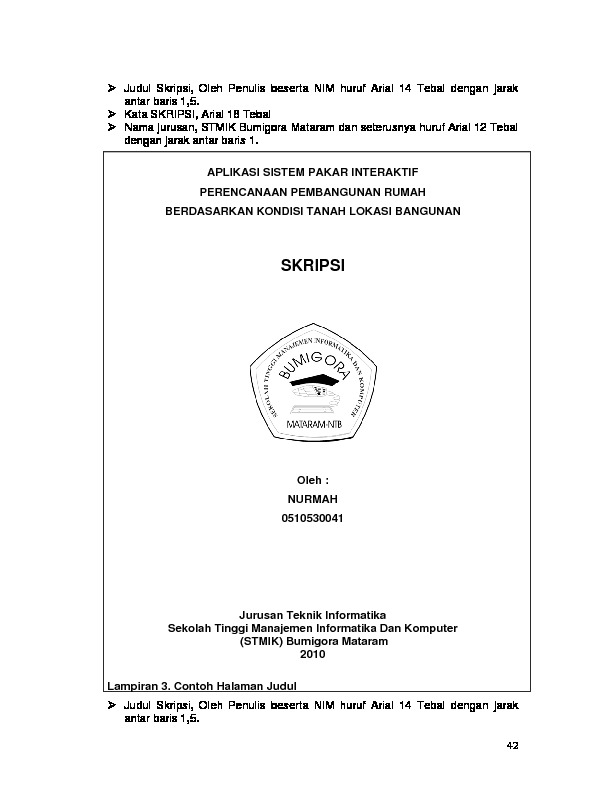 ➢ Judul Skripsi, Oleh Penulis beserta NIM huruf Arial 14 Tebal dengan jarak
antar baris 1,5.
➢ Kata SKRIPSI, Arial 18 Tebal
➢ Nama jurusan, STMIK Bumigora Mataram dan seterusnya huruf Arial 12 Tebal
dengan jarak antar baris 1.
APLIKASI SISTEM PAKAR INTERAKTIF
PERENCANAAN PEMBANGUNAN RUMAH
BERDASARKAN KONDISI TANAH LOKASI BANGUNAN
SKRIPSI
SEKOLAH TINGGI MANAJEMEN INFORMATIKA DAN KOMPUTER
BUMIGORA
MATARAM-NTB
Oleh :
NURMAH
0510530041
Jurusan Teknik Informatika
Sekolah Tinggi Manajemen Informatika Dan Komputer
(STMIK) Bumigora Mataram
2010
Lampiran 3. Contoh Halaman Judul
➢ Judul Skripsi, Oleh Penulis beserta NIM huruf Arial 14 Tebal dengan jarak
antar baris 1,5.
42